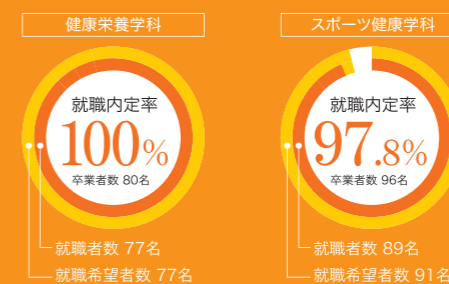 健康栄養学科
就職内定率
100%
卒業者数 80名
就職者数 77名
就職希望者数 77名
スポーツ健康学科
就職内定率
97.8%
卒業者数 96名
就職者数 89名
就職希望者数 91名